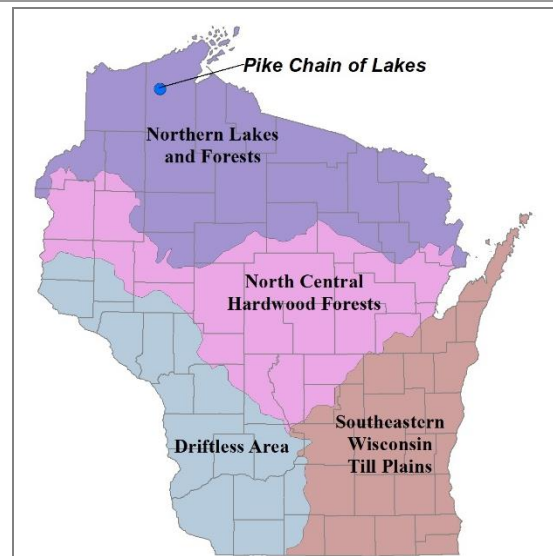 Pike Chain of Lakes
Northern Lakes
and Forests
North Central
Hardwood Forests
Southeastern
Wisconsin
Till Plains
Driftless Area